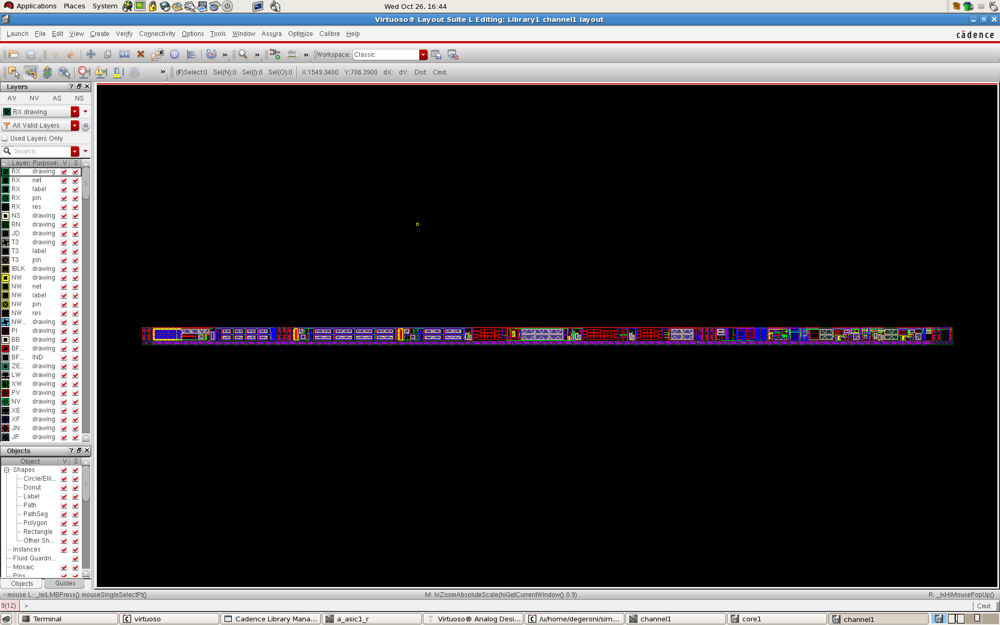 Applications Places System Wed Oct 26, 16:44
Virtuoso® Layout Suite L Editing: Library1 channel1 layout
Launch File Edit View Create Verify Connectivity Options Tools Window Assura Optimize Calibre Help cādence
R » » abc » Workspace: Classic
» (F)Select:0 Sel(N):0 Sel(I):0 Sel(O):0 X:1549.3400 Y:706.3900 dX: dY: Dist: Cmd:
Layers
AV NV AS NS
RX drawing
All Valid Layers
Used Layers Only
Search
Layer Purpose V S
RX drawing
RX net
RX label
RX pin
RX res
NS drawing
RN drawing
JD drawing
T3 drawing
T3 label
T3 pin
IBLK drawing
NW drawing
NW net
NW label
NW pin
NW res
NW... drawing
PI drawing
BB drawing
BF... drawing
BF... IND
ZE... drawing
LW drawing
XW drawing
PV drawing
NV drawing
XE drawing
XF drawing
JN drawing
JP drawing
Objects
Object V S
Shapes
Circle/Elli...
Donut
Label
Path
PathSeg
Polygon
Rectangle
Other Sh...
Instances
Fluid Guardri...
Mosaic
Pins
Objects Guides
mouse L: _leiLMBPress() mouseSingleSelectPt() M: hiZoomAbsoluteScale(hiGetCurrentWindow() 0.9) R: _lxHiMousePopUp()
9(12) > Cmd:
Terminal virtuoso Cadence Library Mana... a_asic1_r Virtuoso® Analog Desi... /u/home/degeroni/sim... channel1 core1 channel1